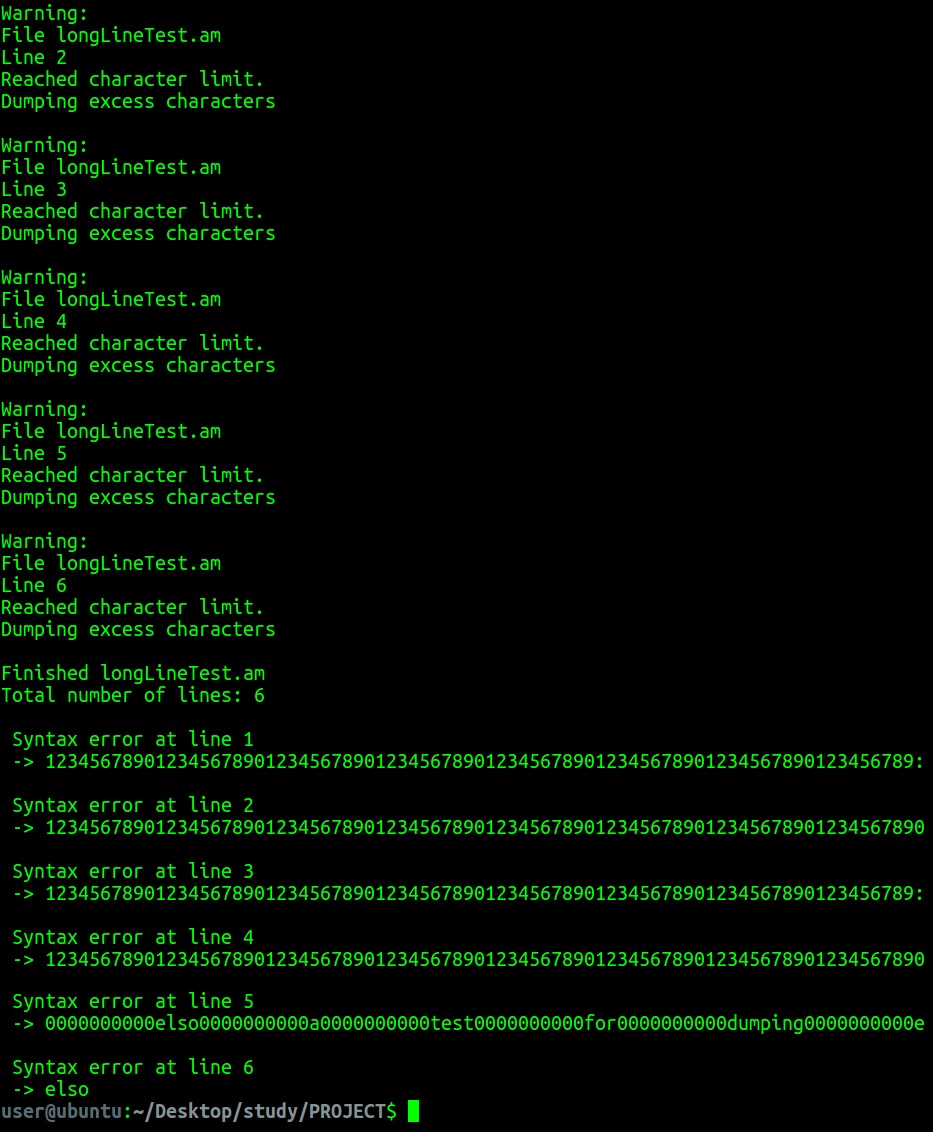 Warning:
File longLineTest.am
Line 2
Reached character limit.
Dumping excess characters
Warning:
File longLineTest.am
Line 3
Reached character limit.
Dumping excess characters
Warning:
File longLineTest.am
Line 4
Reached character limit.
Dumping excess characters
Warning:
File longLineTest.am
Line 5
Reached character limit.
Dumping excess characters
Warning:
File longLineTest.am
Line 6
Reached character limit.
Dumping excess characters
Finished longLineTest.am
Total number of lines: 6
Syntax error at line 1
-> 1234567890123456789012345678901234567890123456789012345678901234567890123456789:
Syntax error at line 2
-> 12345678901234567890123456789012345678901234567890123456789012345678901234567890
Syntax error at line 3
-> 1234567890123456789012345678901234567890123456789012345678901234567890123456789:
Syntax error at line 4
-> 12345678901234567890123456789012345678901234567890123456789012345678901234567890
Syntax error at line 5
-> 0000000000elso0000000000a0000000000test0000000000for0000000000dumping0000000000e
Syntax error at line 6
-> elso
user@ubuntu:~/Desktop/study/PROJECT$